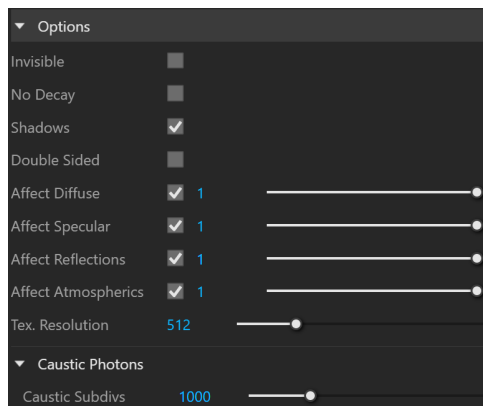 Options
Invisible
No Decay
Shadows
Double Sided
Affect Diffuse 1
Affect Specular 1
Affect Reflections 1
Affect Atmospherics 1
Tex. Resolution 512
Caustic Photons
Caustic Subdivs 1000